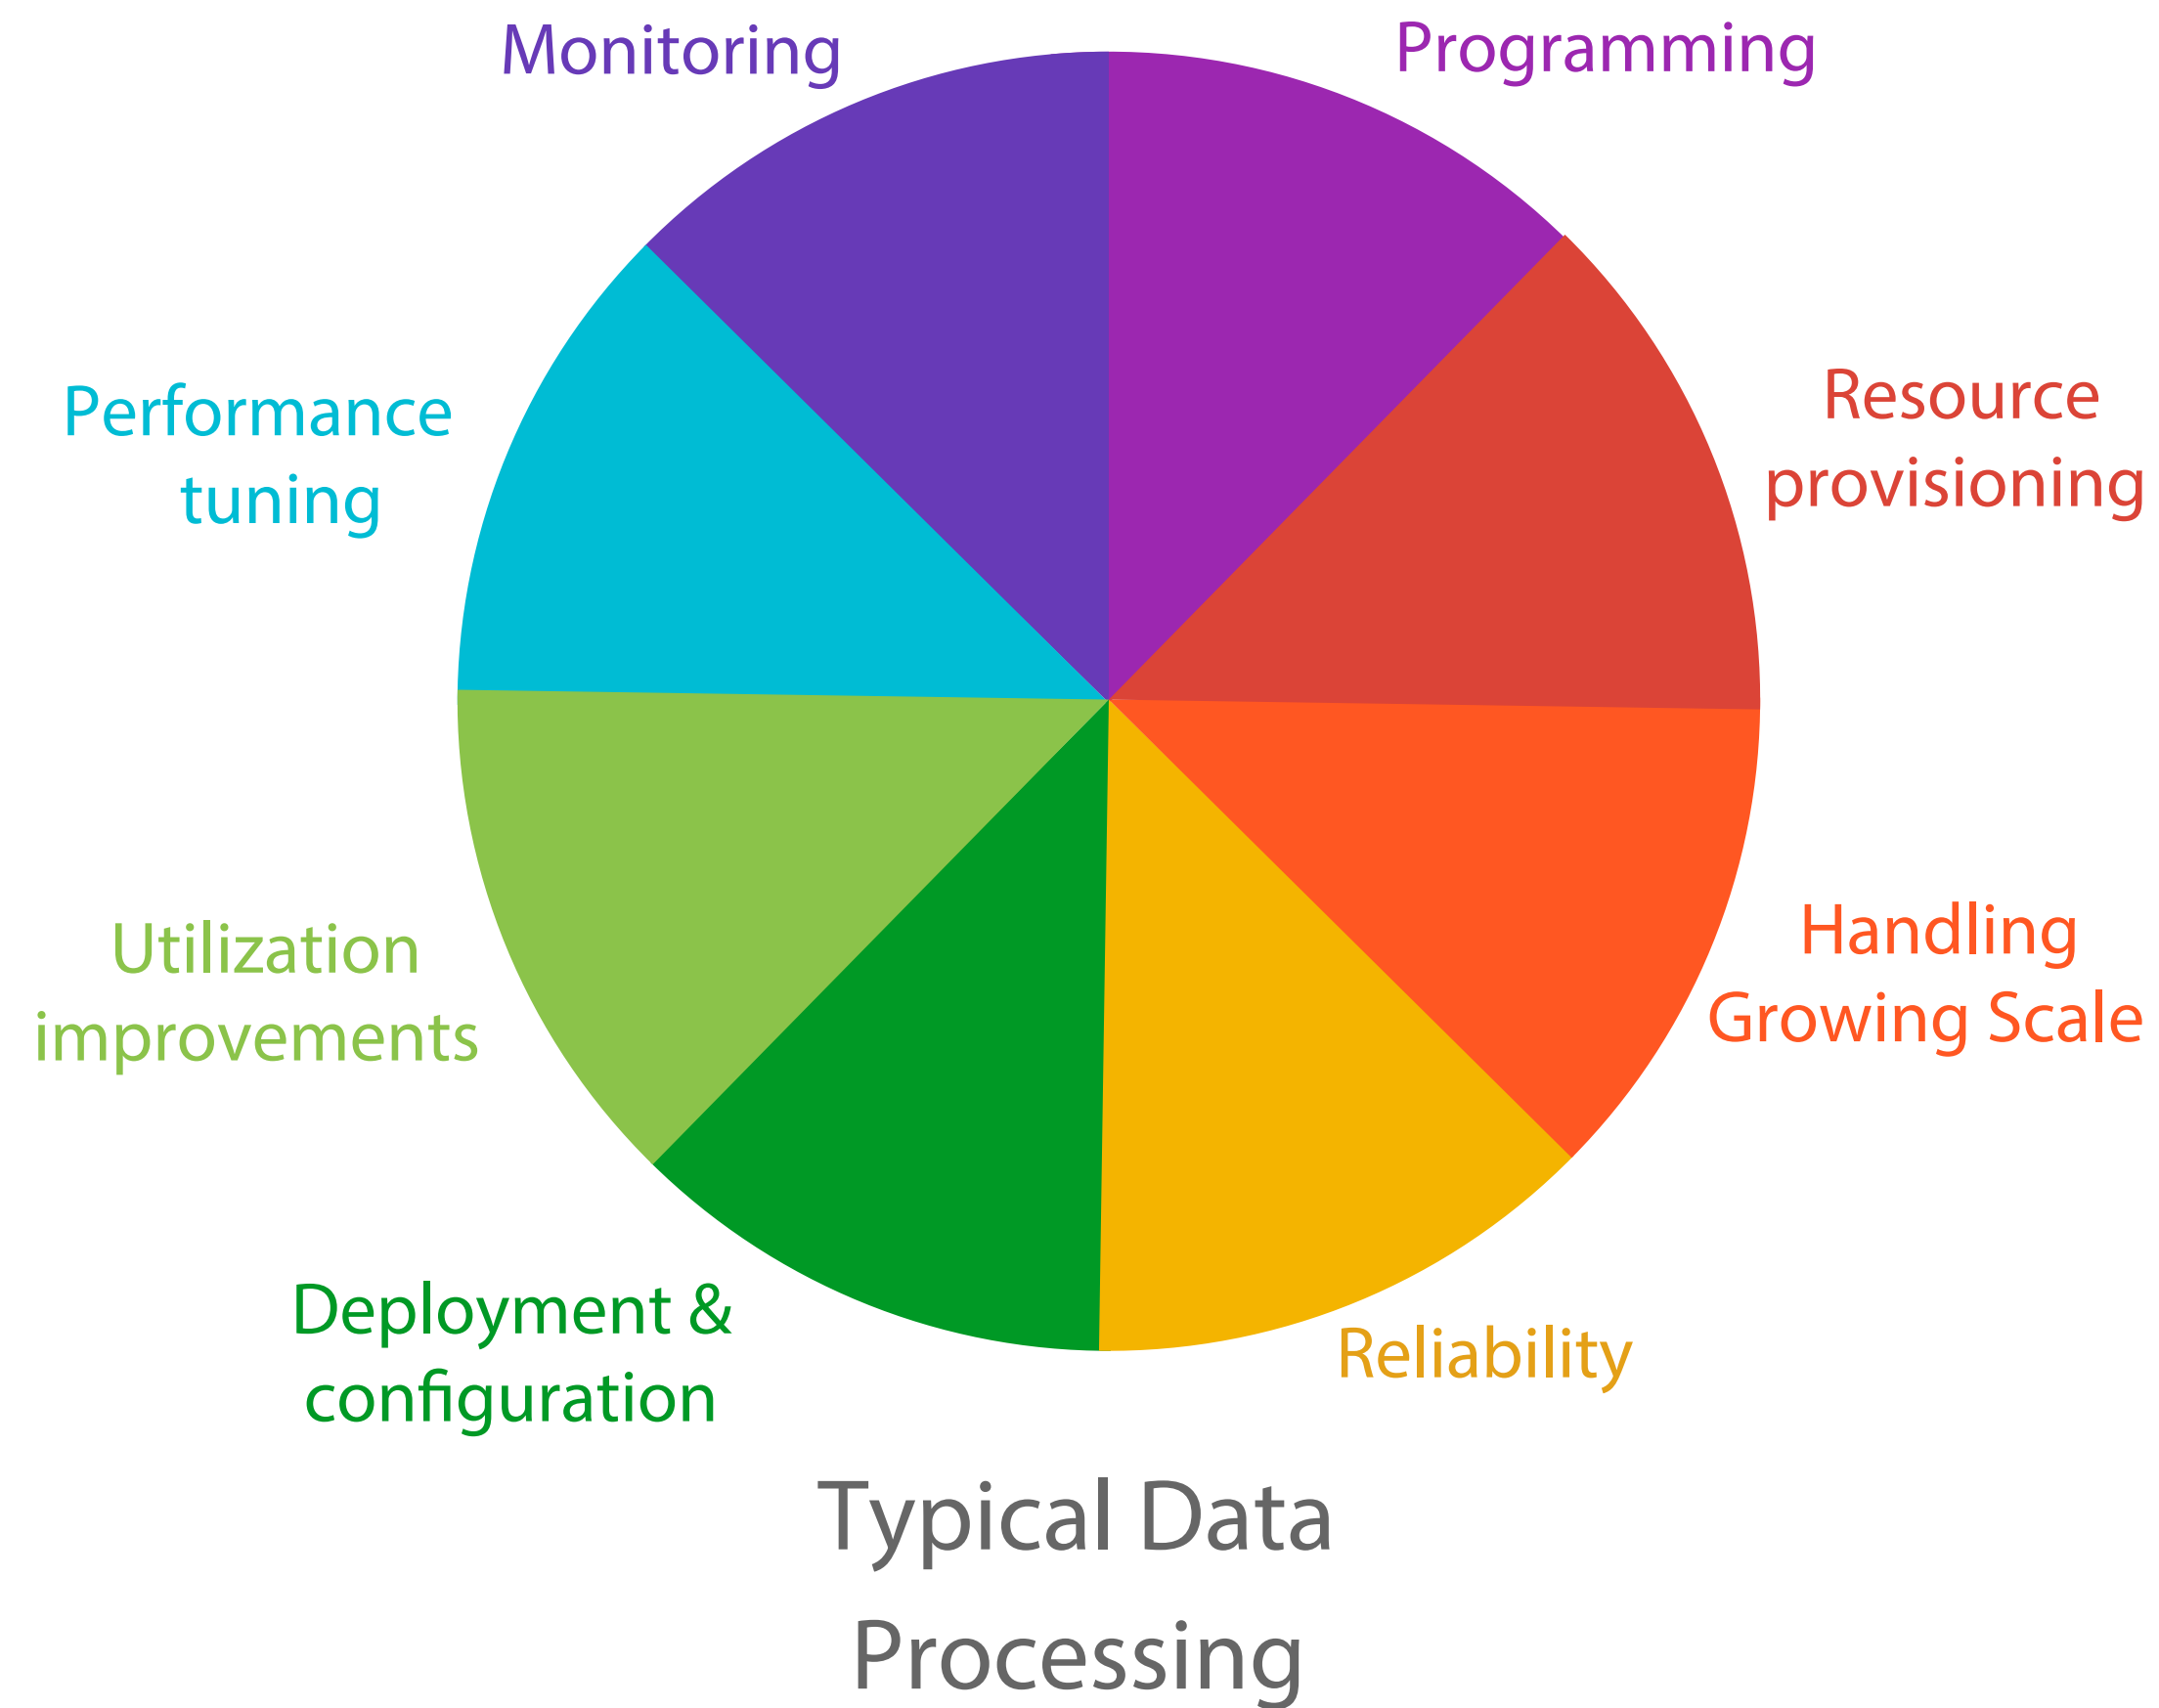 Monitoring
Programming
Performance
tuning
Resource
provisioning
Utilization
improvements
Handling
Growing Scale
Deployment &
configuration
Reliability
Typical Data
Processing